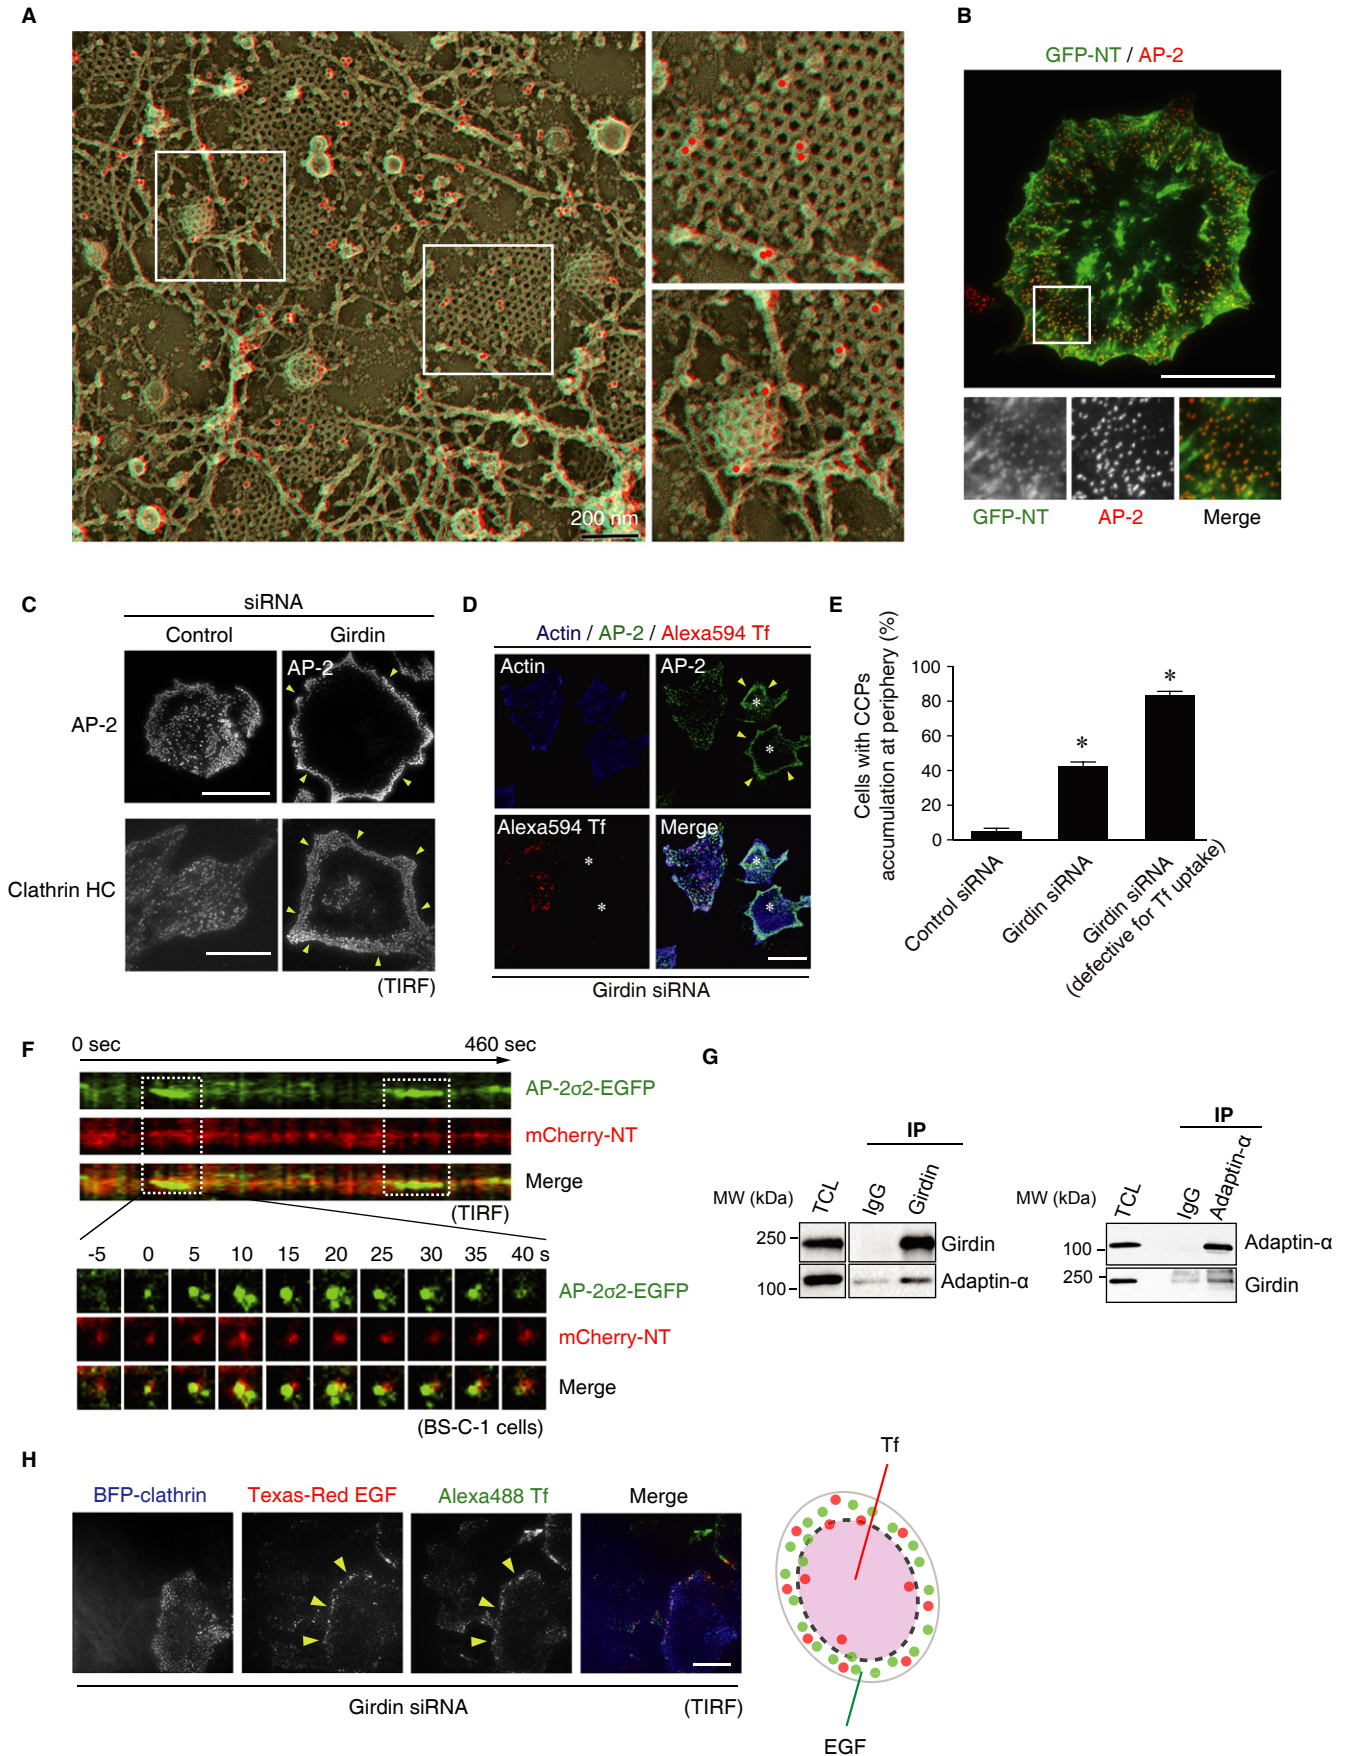 A
200 nm
B
GFP-NT / AP-2
GFP-NT
AP-2
Merge
C
siRNA
Control
Girdin
AP-2
AP-2
Clathrin HC
(TIRF)
D
Actin / AP-2 / Alexa594 Tf
Actin
AP-2
Alexa594 Tf
Merge
*
*
*
*
*
*
Girdin siRNA
E
Cells with CCPs
accumulation at periphery (%)
100
80
60
40
20
0
*
*
Control siRNA
Girdin siRNA
Girdin siRNA
(defective for Tf uptake)
F
0 sec
460 sec
AP-2σ2-EGFP
mCherry-NT
Merge
(TIRF)
-5 0 5 10 15 20 25 30 35 40 s
AP-2σ2-EGFP
mCherry-NT
Merge
(BS-C-1 cells)
G
IP
MW (kDa)
TCL
IgG
Girdin
250
Girdin
100
Adaptin-α
IP
MW (kDa)
TCL
IgG
Adaptin-α
100
Adaptin-α
250
Girdin
H
BFP-clathrin
Texas-Red EGF
Alexa488 Tf
Merge
Girdin siRNA
(TIRF)
Tf
EGF